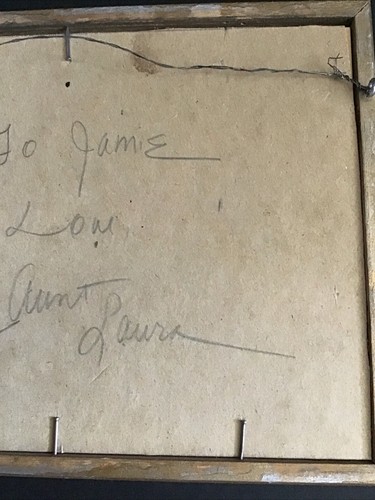 To Jamie
Love,
Aunt
Laura